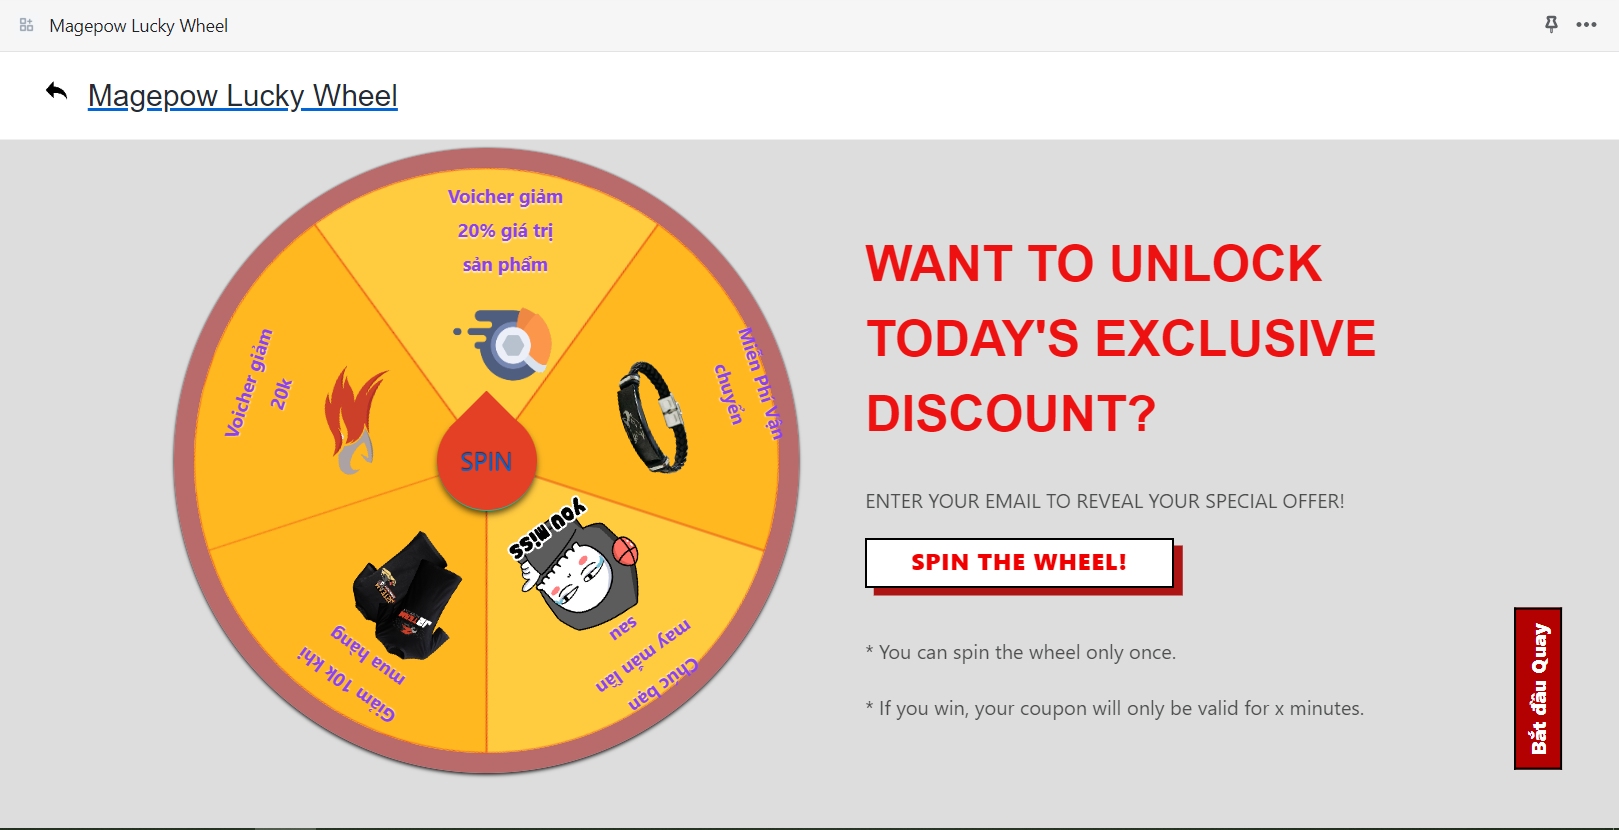 Magepow Lucky Wheel
Magepow Lucky Wheel
Voicher giảm
20% giá trị
sản phẩm
Miễn Phí Vận
chuyển
Chúc bạn
may mắn lần
sau
YOU MISS
Giảm 10k khi
mua hàng
Voicher giảm
20k
SPIN
WANT TO UNLOCK
TODAY'S EXCLUSIVE
DISCOUNT?
ENTER YOUR EMAIL TO REVEAL YOUR SPECIAL OFFER!
SPIN THE WHEEL!
* You can spin the wheel only once.
* If you win, your coupon will only be valid for x minutes.
Bắt đầu Quay